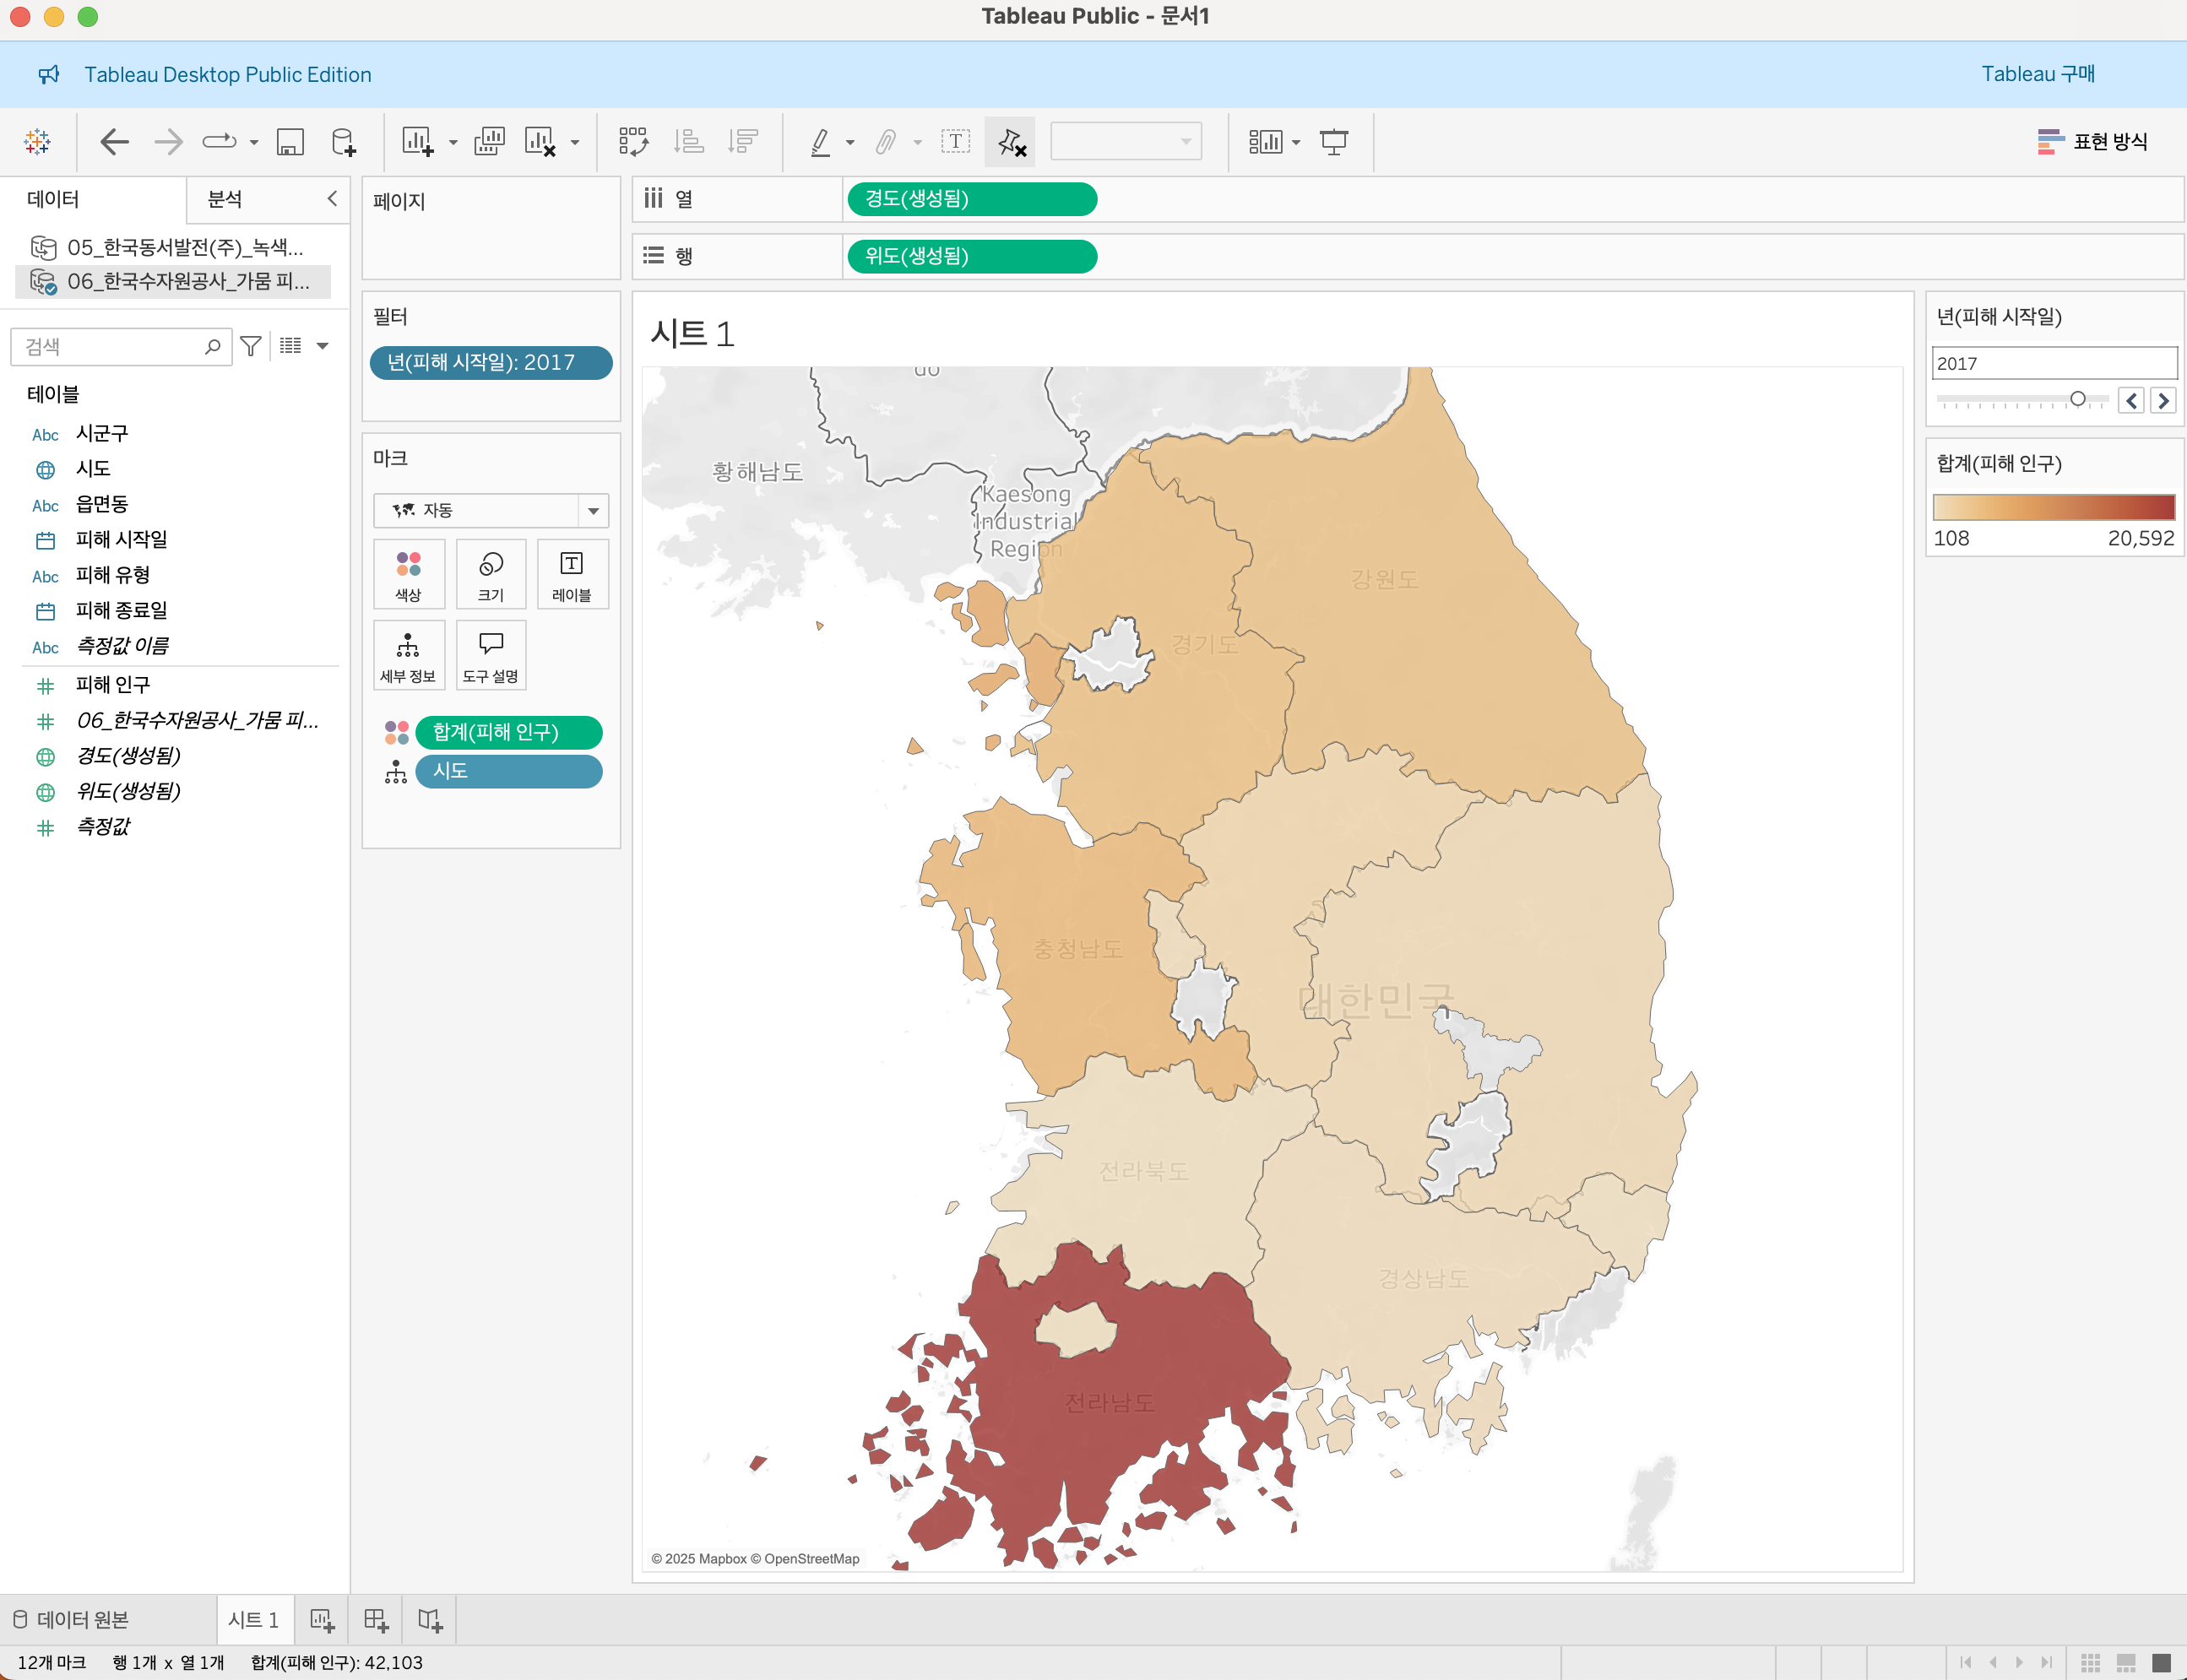 Tableau Public - 문서1
Tableau Desktop Public Edition
Tableau 구매
표현 방식
데이터
분석
05_한국동서발전(주)_녹색...
06_한국수자원공사_가뭄 피...
검색
테이블
Abc 시군구
시도
Abc 읍면동
피해 시작일
Abc 피해 유형
피해 종료일
Abc 측정값 이름
피해 인구
06_한국수자원공사_가뭄 피...
경도(생성됨)
위도(생성됨)
측정값
페이지
필터
년(피해 시작일): 2017
마크
자동
색상
크기
레이블
세부 정보
도구 설명
합계(피해 인구)
시도
열
경도(생성됨)
행
위도(생성됨)
시트 1
do
황해남도
Kaesong
Industrial
Region
강원도
경기도
충청남도
대한민국
전라북도
경상남도
전라남도
© 2025 Mapbox © OpenStreetMap
년(피해 시작일)
2017
합계(피해 인구)
108
20,592
데이터 원본
시트 1
12개 마크
행 1개 x 열 1개
합계(피해 인구): 42,103